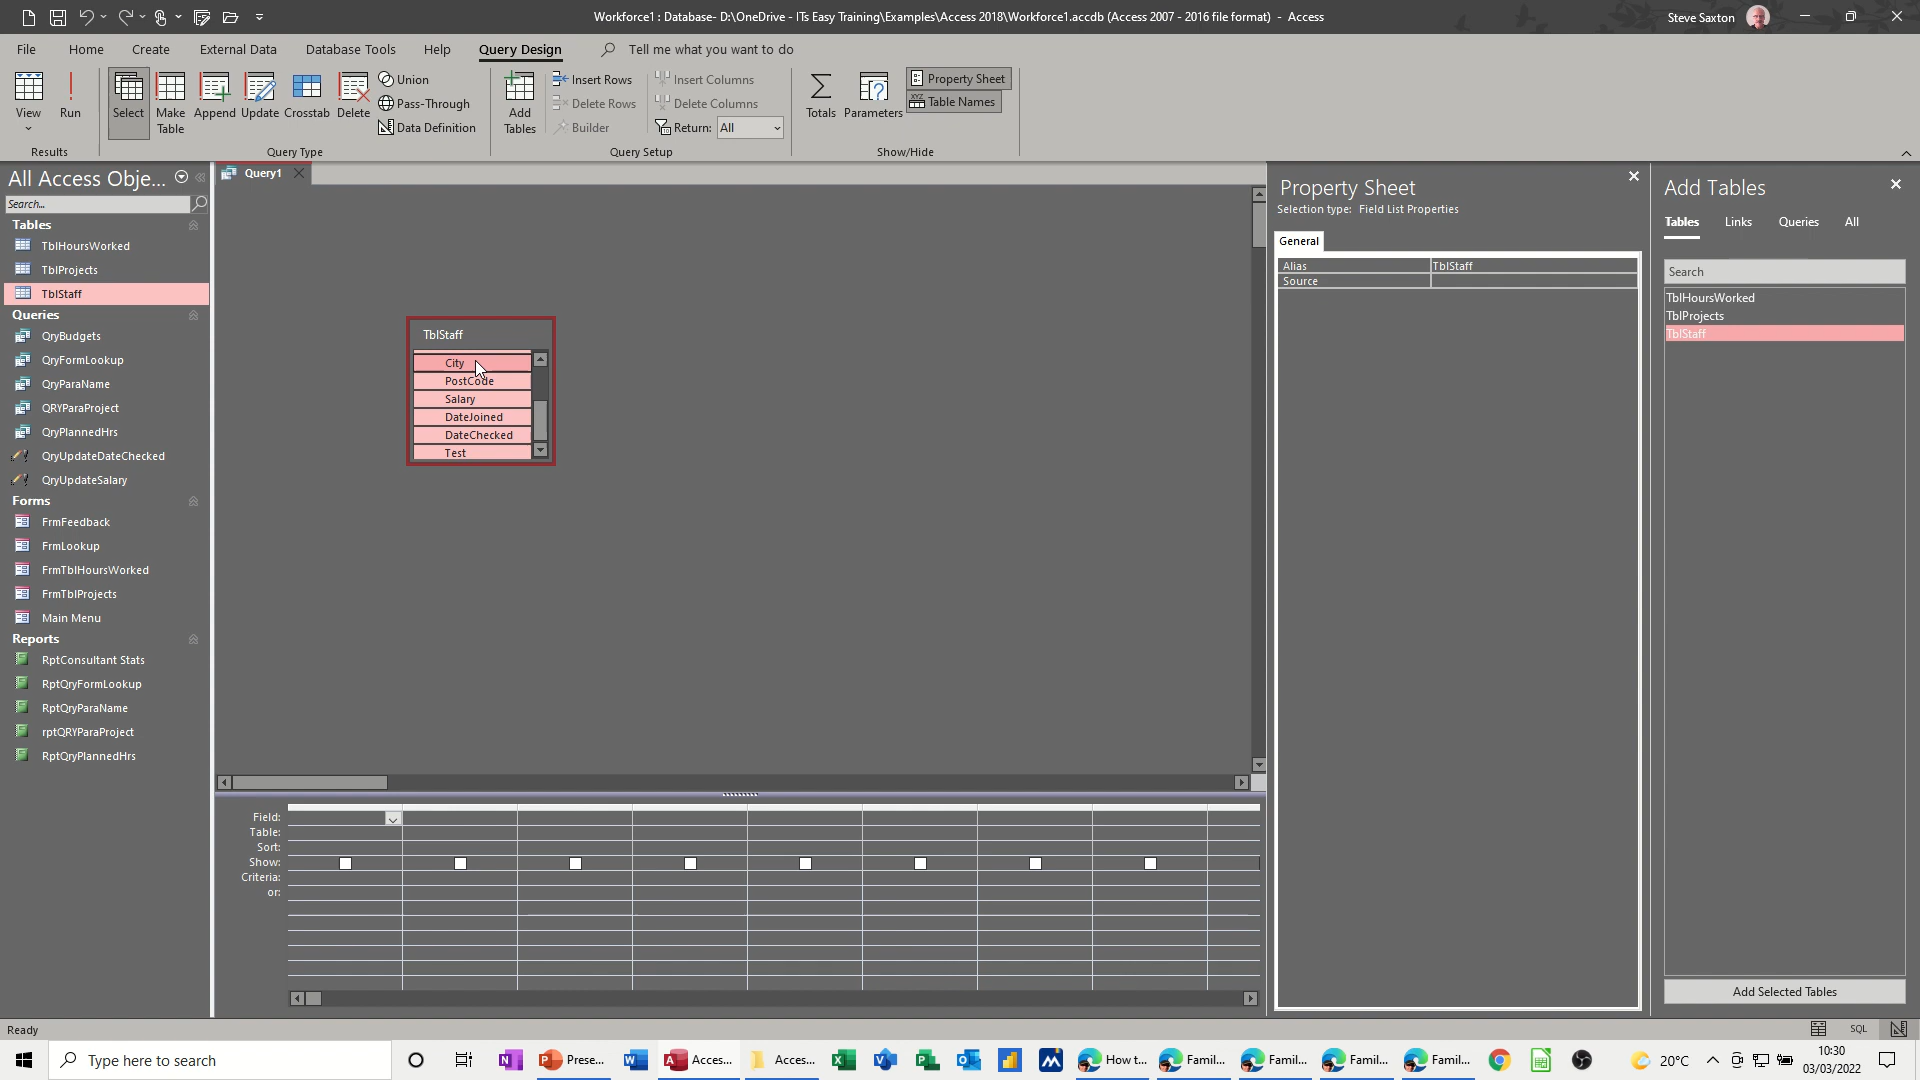 Workforce1 : Database- D:\OneDrive - ITs Easy Training\Examples\Access 2018\Workforce1.accdb (Access 2007 - 2016 file format) - Access
Steve Saxton
File Home Create External Data Database Tools Help Query Design Tell me what you want to do
View
Run
Results
Select
Make Table
Append
Update
Crosstab
Delete
Union
Pass-Through
Data Definition
Query Type
Add Tables
Insert Rows
Delete Rows
Builder
Insert Columns
Delete Columns
Return: All
Query Setup
Totals
Parameters
Property Sheet
XYZ Table Names
Show/Hide
All Access Obje...
Search...
Tables
TblHoursWorked
TblProjects
TblStaff
Queries
QryBudgets
QryFormLookup
QryParaName
QRYParaProject
QryPlannedHrs
QryUpdateDateChecked
QryUpdateSalary
Forms
FrmFeedback
FrmLookup
FrmTblHoursWorked
FrmTblProjects
Main Menu
Reports
RptConsultant Stats
RptQryFormLookup
RptQryParaName
rptQRYParaProject
RptQryPlannedHrs
Query1
TblStaff
City
PostCode
Salary
DateJoined
DateChecked
Test
Field:
Table:
Sort:
Show:
Criteria:
or:
Property Sheet
Selection type: Field List Properties
General
Alias TblStaff
Source
Add Tables
Tables Links Queries All
Search
TblHoursWorked
TblProjects
TblStaff
Add Selected Tables
Ready
SQL
Type here to search
Prese...
Acces...
Acces...
How t...
Famil...
Famil...
Famil...
Famil...
20°C
10:30
03/03/2022